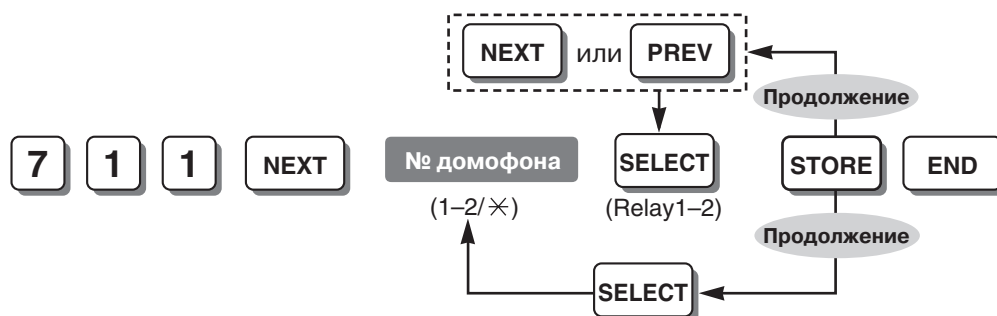 NEXT или PREV
Продолжение
7 1 1 NEXT № домофона SELECT STORE END
(1–2/✳) (Relay1–2)
Продолжение
SELECT